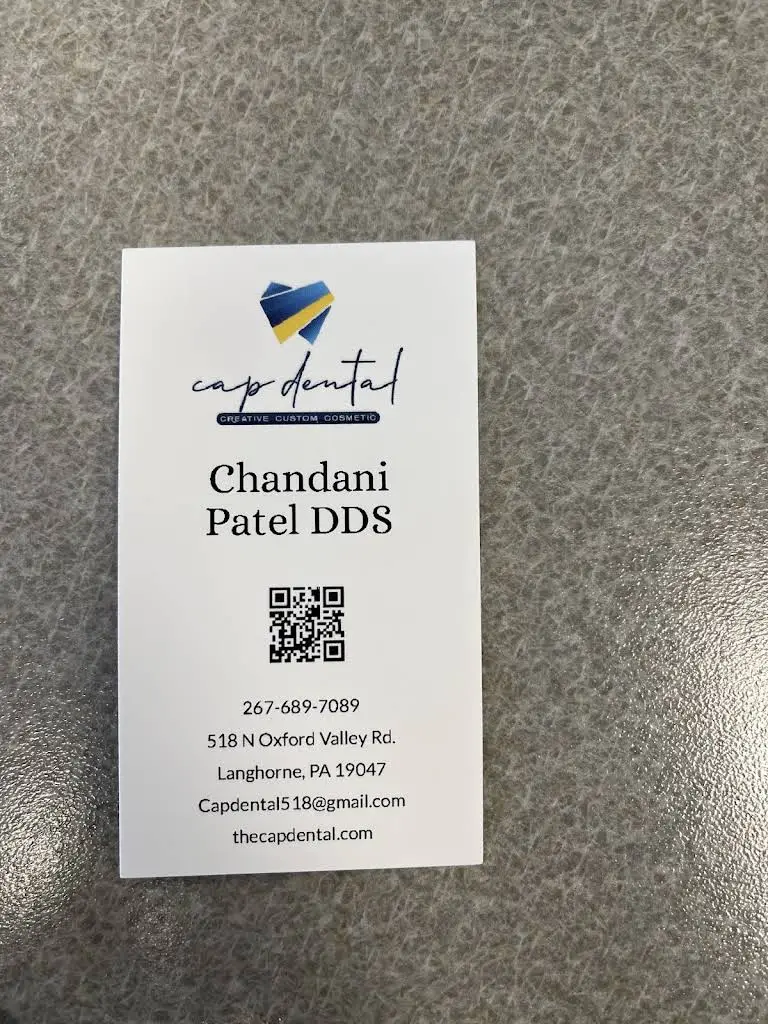 cap dental
CREATIVE CUSTOM COSMETIC
Chandani
Patel DDS
267-689-7089
518 N Oxford Valley Rd.
Langhorne, PA 19047
Capdental518@gmail.com
thecapdental.com